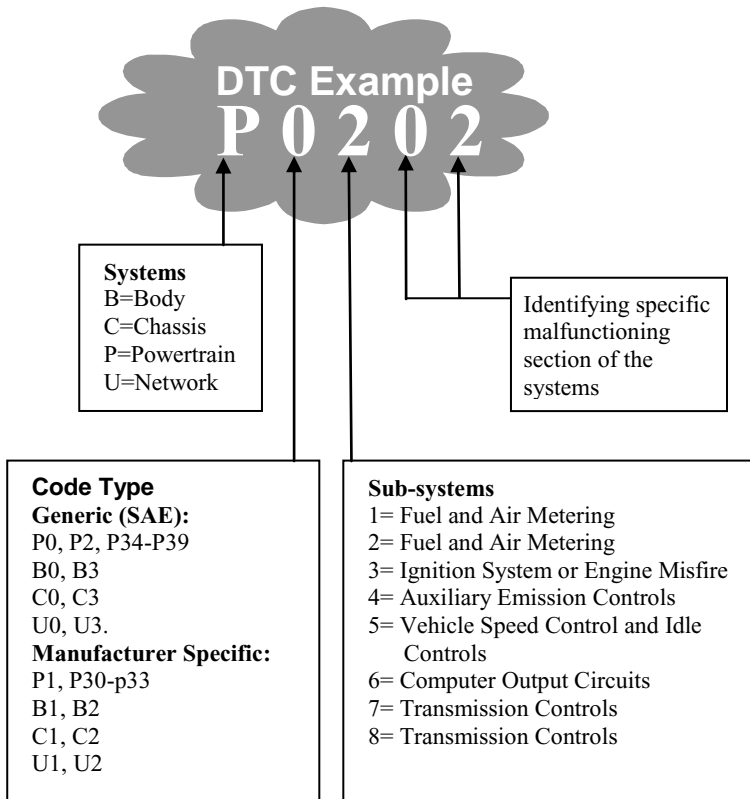 DTC Example
P 0 2 0 2
Systems
B=Body
C=Chassis
P=Powertrain
U=Network
Identifying specific
malfunctioning
section of the
systems
Code Type
Generic (SAE):
P0, P2, P34-P39
B0, B3
C0, C3
U0, U3.
Manufacturer Specific:
P1, P30-p33
B1, B2
C1, C2
U1, U2
Sub-systems
1= Fuel and Air Metering
2= Fuel and Air Metering
3= Ignition System or Engine Misfire
4= Auxiliary Emission Controls
5= Vehicle Speed Control and Idle
Controls
6= Computer Output Circuits
7= Transmission Controls
8= Transmission Controls